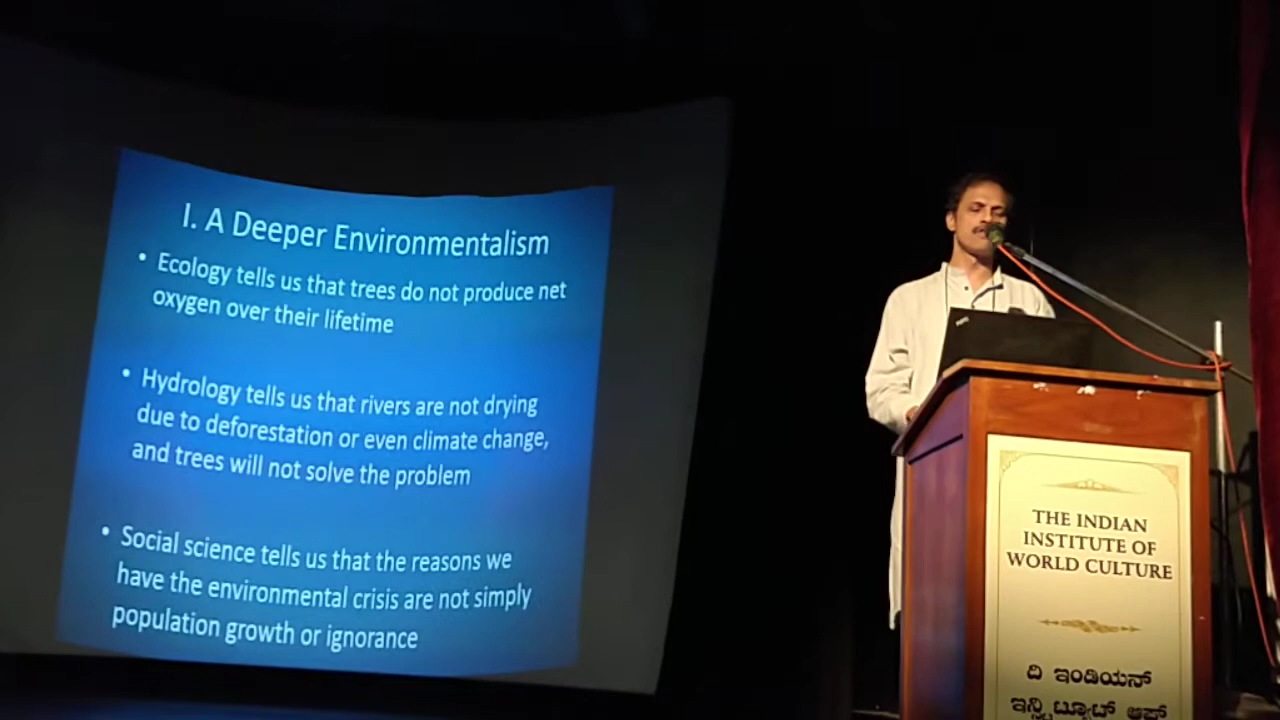 I. A Deeper Environmentalism
• Ecology tells us that trees do not produce net
oxygen over their lifetime
• Hydrology tells us that rivers are not drying
due to deforestation or even climate change,
and trees will not solve the problem
• Social science tells us that the reasons we
have the environmental crisis are not simply
population growth or ignorance
THE INDIAN
INSTITUTE OF
WORLD CULTURE
ದಿ ಇಂಡಿಯನ್
ಇನ್ಸ್ಟಿಟ್ಯೂಟ್ ಆಫ್